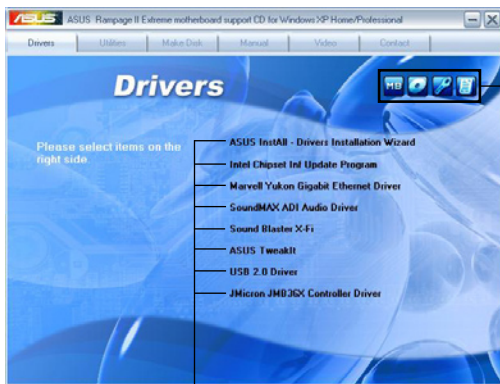 ASUS ASUS Rampage II Extreme motherboard support CD for Windows XP Home/Professional
Drivers Utilities Make Disk Manual Video Contact
Drivers
MB
Please select items on the
right side.
ASUS InstAll - Drivers Installation Wizard
Intel Chipset Inf Update Program
Marvell Yukon Gigabit Ethernet Driver
SoundMAX ADI Audio Driver
Sound Blaster X-Fi
ASUS TweakIt
USB 2.0 Driver
JMicron JMB36X Controller Driver